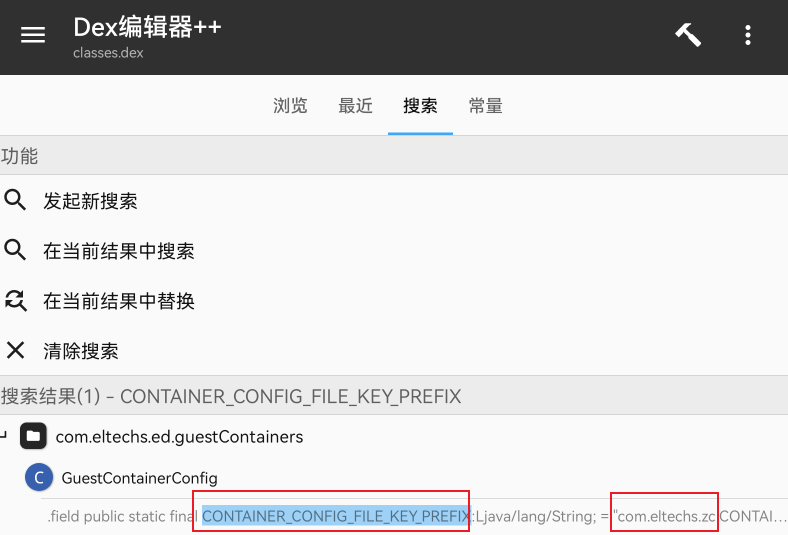 Dex编辑器++
classes.dex
浏览 最近 搜索 常量
功能
发起新搜索
在当前结果中搜索
在当前结果中替换
清除搜索
搜索结果(1) - CONTAINER_CONFIG_FILE_KEY_PREFIX
com.eltechs.ed.guestContainers
C GuestContainerConfig
.field public static final CONTAINER_CONFIG_FILE_KEY_PREFIX:Ljava/lang/String; = "com.eltechs.zc.CONTAI...